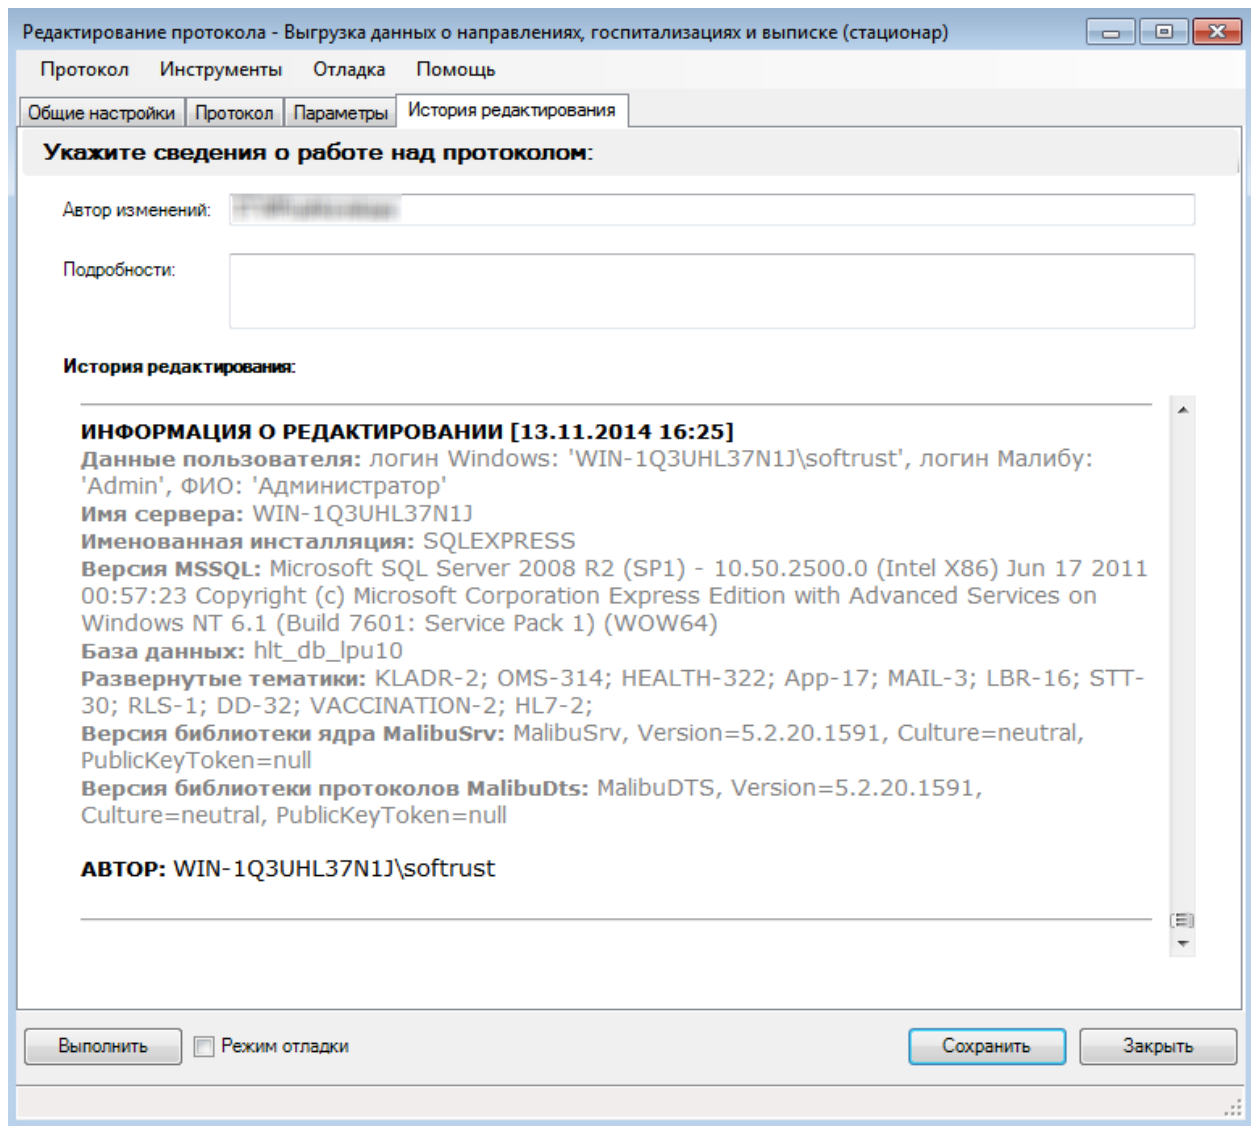 Редактирование протокола - Выгрузка данных о направлениях, госпитализациях и выписке (стационар)
Протокол Инструменты Отладка Помощь
Общие настройки Протокол Параметры История редактирования
Укажите сведения о работе над протоколом:
Автор изменений:
Подробности:
История редактирования:
ИНФОРМАЦИЯ О РЕДАКТИРОВАНИИ [13.11.2014 16:25]
Данные пользователя: логин Windows: 'WIN-1Q3UHL37N1J\softrust', логин Малибу:
'Admin', ФИО: 'Администратор'
Имя сервера: WIN-1Q3UHL37N1J
Именованная инсталляция: SQLEXPRESS
Версия MSSQL: Microsoft SQL Server 2008 R2 (SP1) - 10.50.2500.0 (Intel X86) Jun 17 2011
00:57:23 Copyright (c) Microsoft Corporation Express Edition with Advanced Services on
Windows NT 6.1 (Build 7601: Service Pack 1) (WOW64)
База данных: hlt_db_lpu10
Развернутые тематики: KLADR-2; OMS-314; HEALTH-322; App-17; MAIL-3; LBR-16; STT-
30; RLS-1; DD-32; VACCINATION-2; HL7-2;
Версия библиотеки ядра MalibuSrv: MalibuSrv, Version=5.2.20.1591, Culture=neutral,
PublicKeyToken=null
Версия библиотеки протоколов MalibuDts: MalibuDTS, Version=5.2.20.1591,
Culture=neutral, PublicKeyToken=null
АВТОР: WIN-1Q3UHL37N1J\softrust
Выполнить Режим отладки Сохранить Закрыть